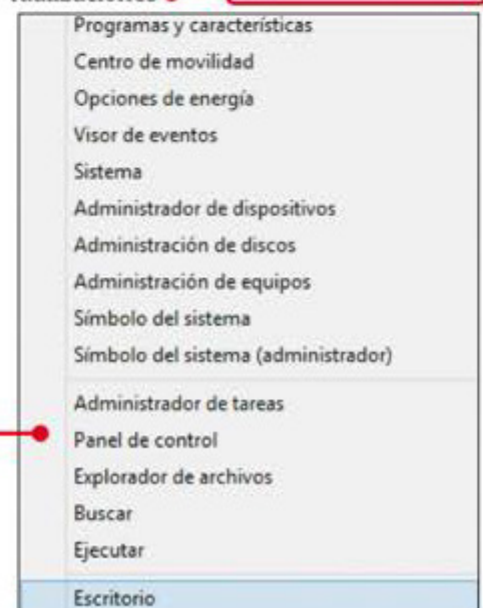 Programas y características
Centro de movilidad
Opciones de energía
Visor de eventos
Sistema
Administrador de dispositivos
Administración de discos
Administración de equipos
Símbolo del sistema
Símbolo del sistema (administrador)
Administrador de tareas
Panel de control
Explorador de archivos
Buscar
Ejecutar
Escritorio